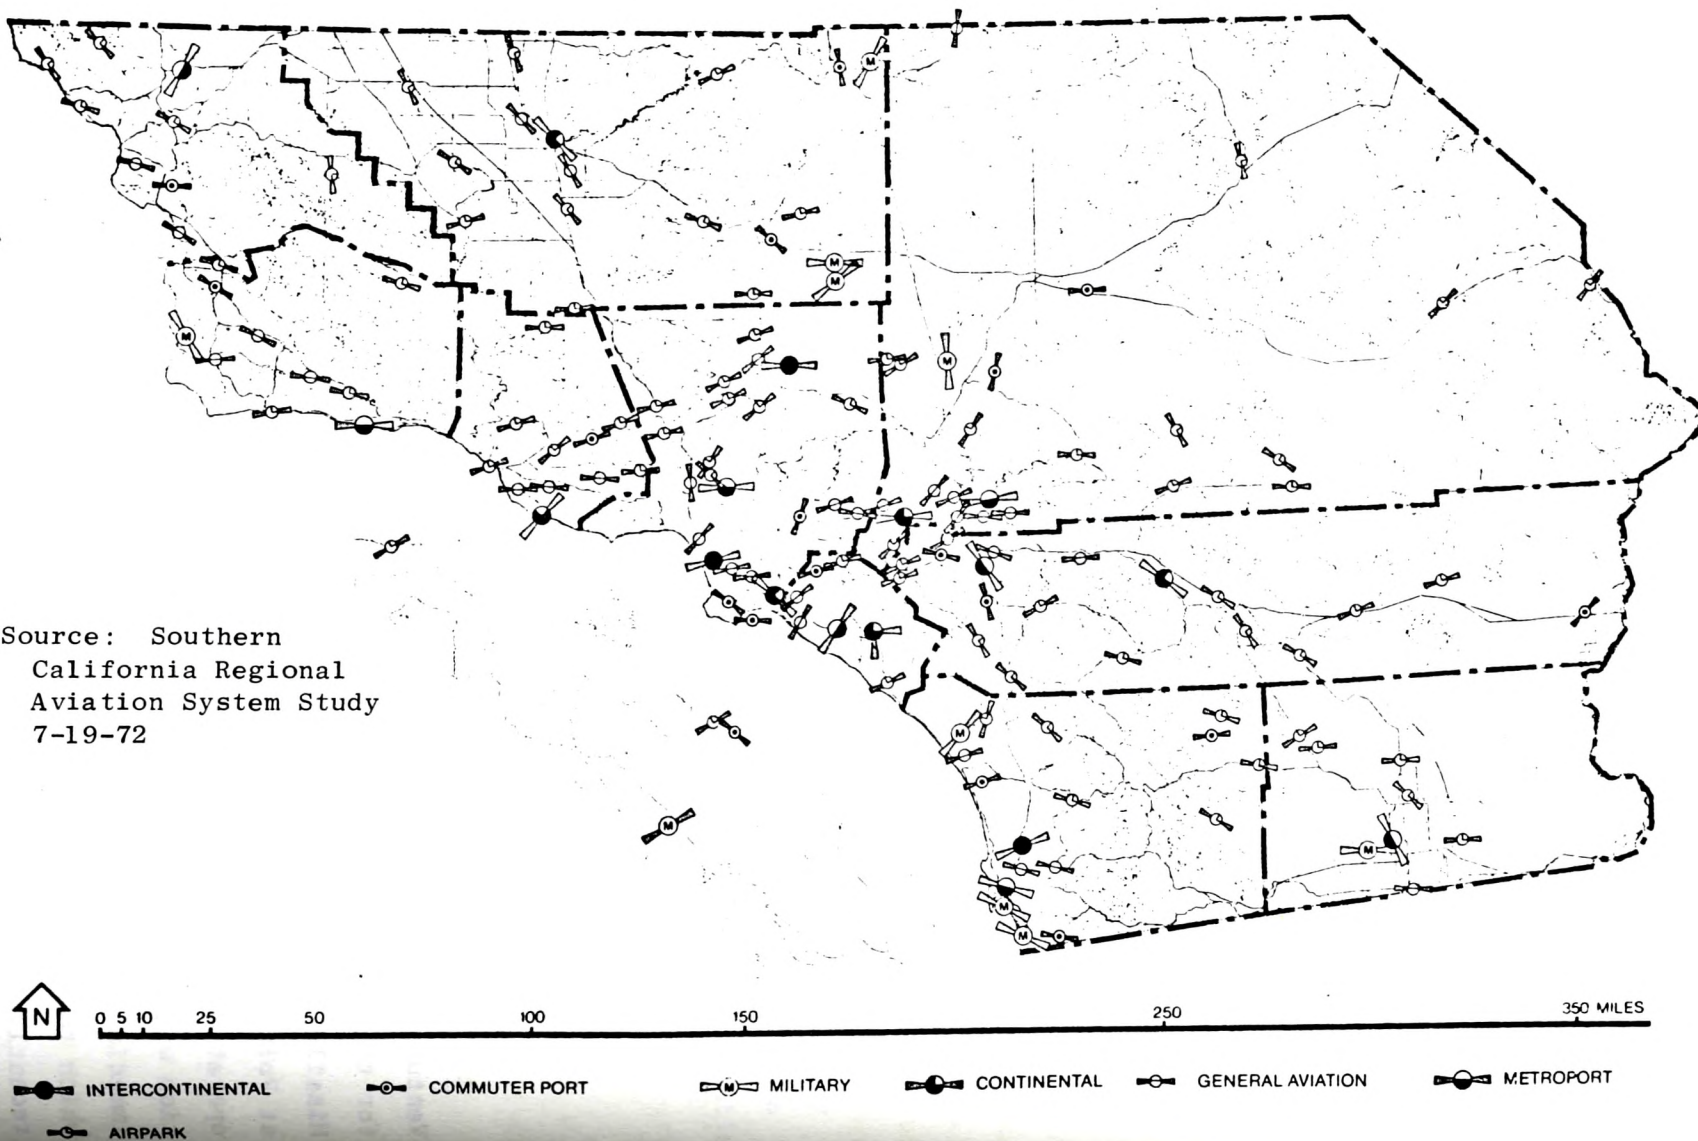 Source: Southern
California Regional
Aviation System Study
7-19-72
N
0 5 10 25 50 100 150 250 350 MILES
INTERCONTINENTAL COMMUTER PORT M MILITARY CONTINENTAL GENERAL AVIATION METROPORT
AIRPARK
M
M
M
M
M
M
M
M
M
M